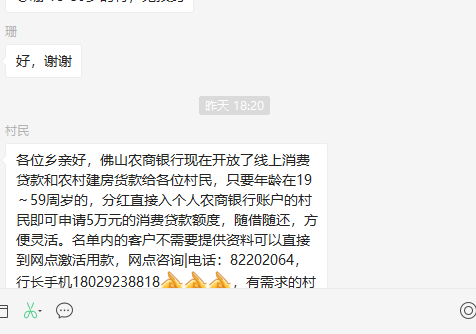 珊
好，谢谢
昨天 18:20
村民
各位乡亲好，佛山农商银行现在开放了线上消费
贷款和农村建房货款给各位村民，只要年龄在19
～59周岁的，分红直接入个人农商银行账户的村
民即可申请5万元的消费贷款额度，随借随还，方
便灵活。名单内的客户不需要提供资料可以直接
到网点激活用款，网点咨询|电话：82202064，
行长手机18029238818，有需求的村